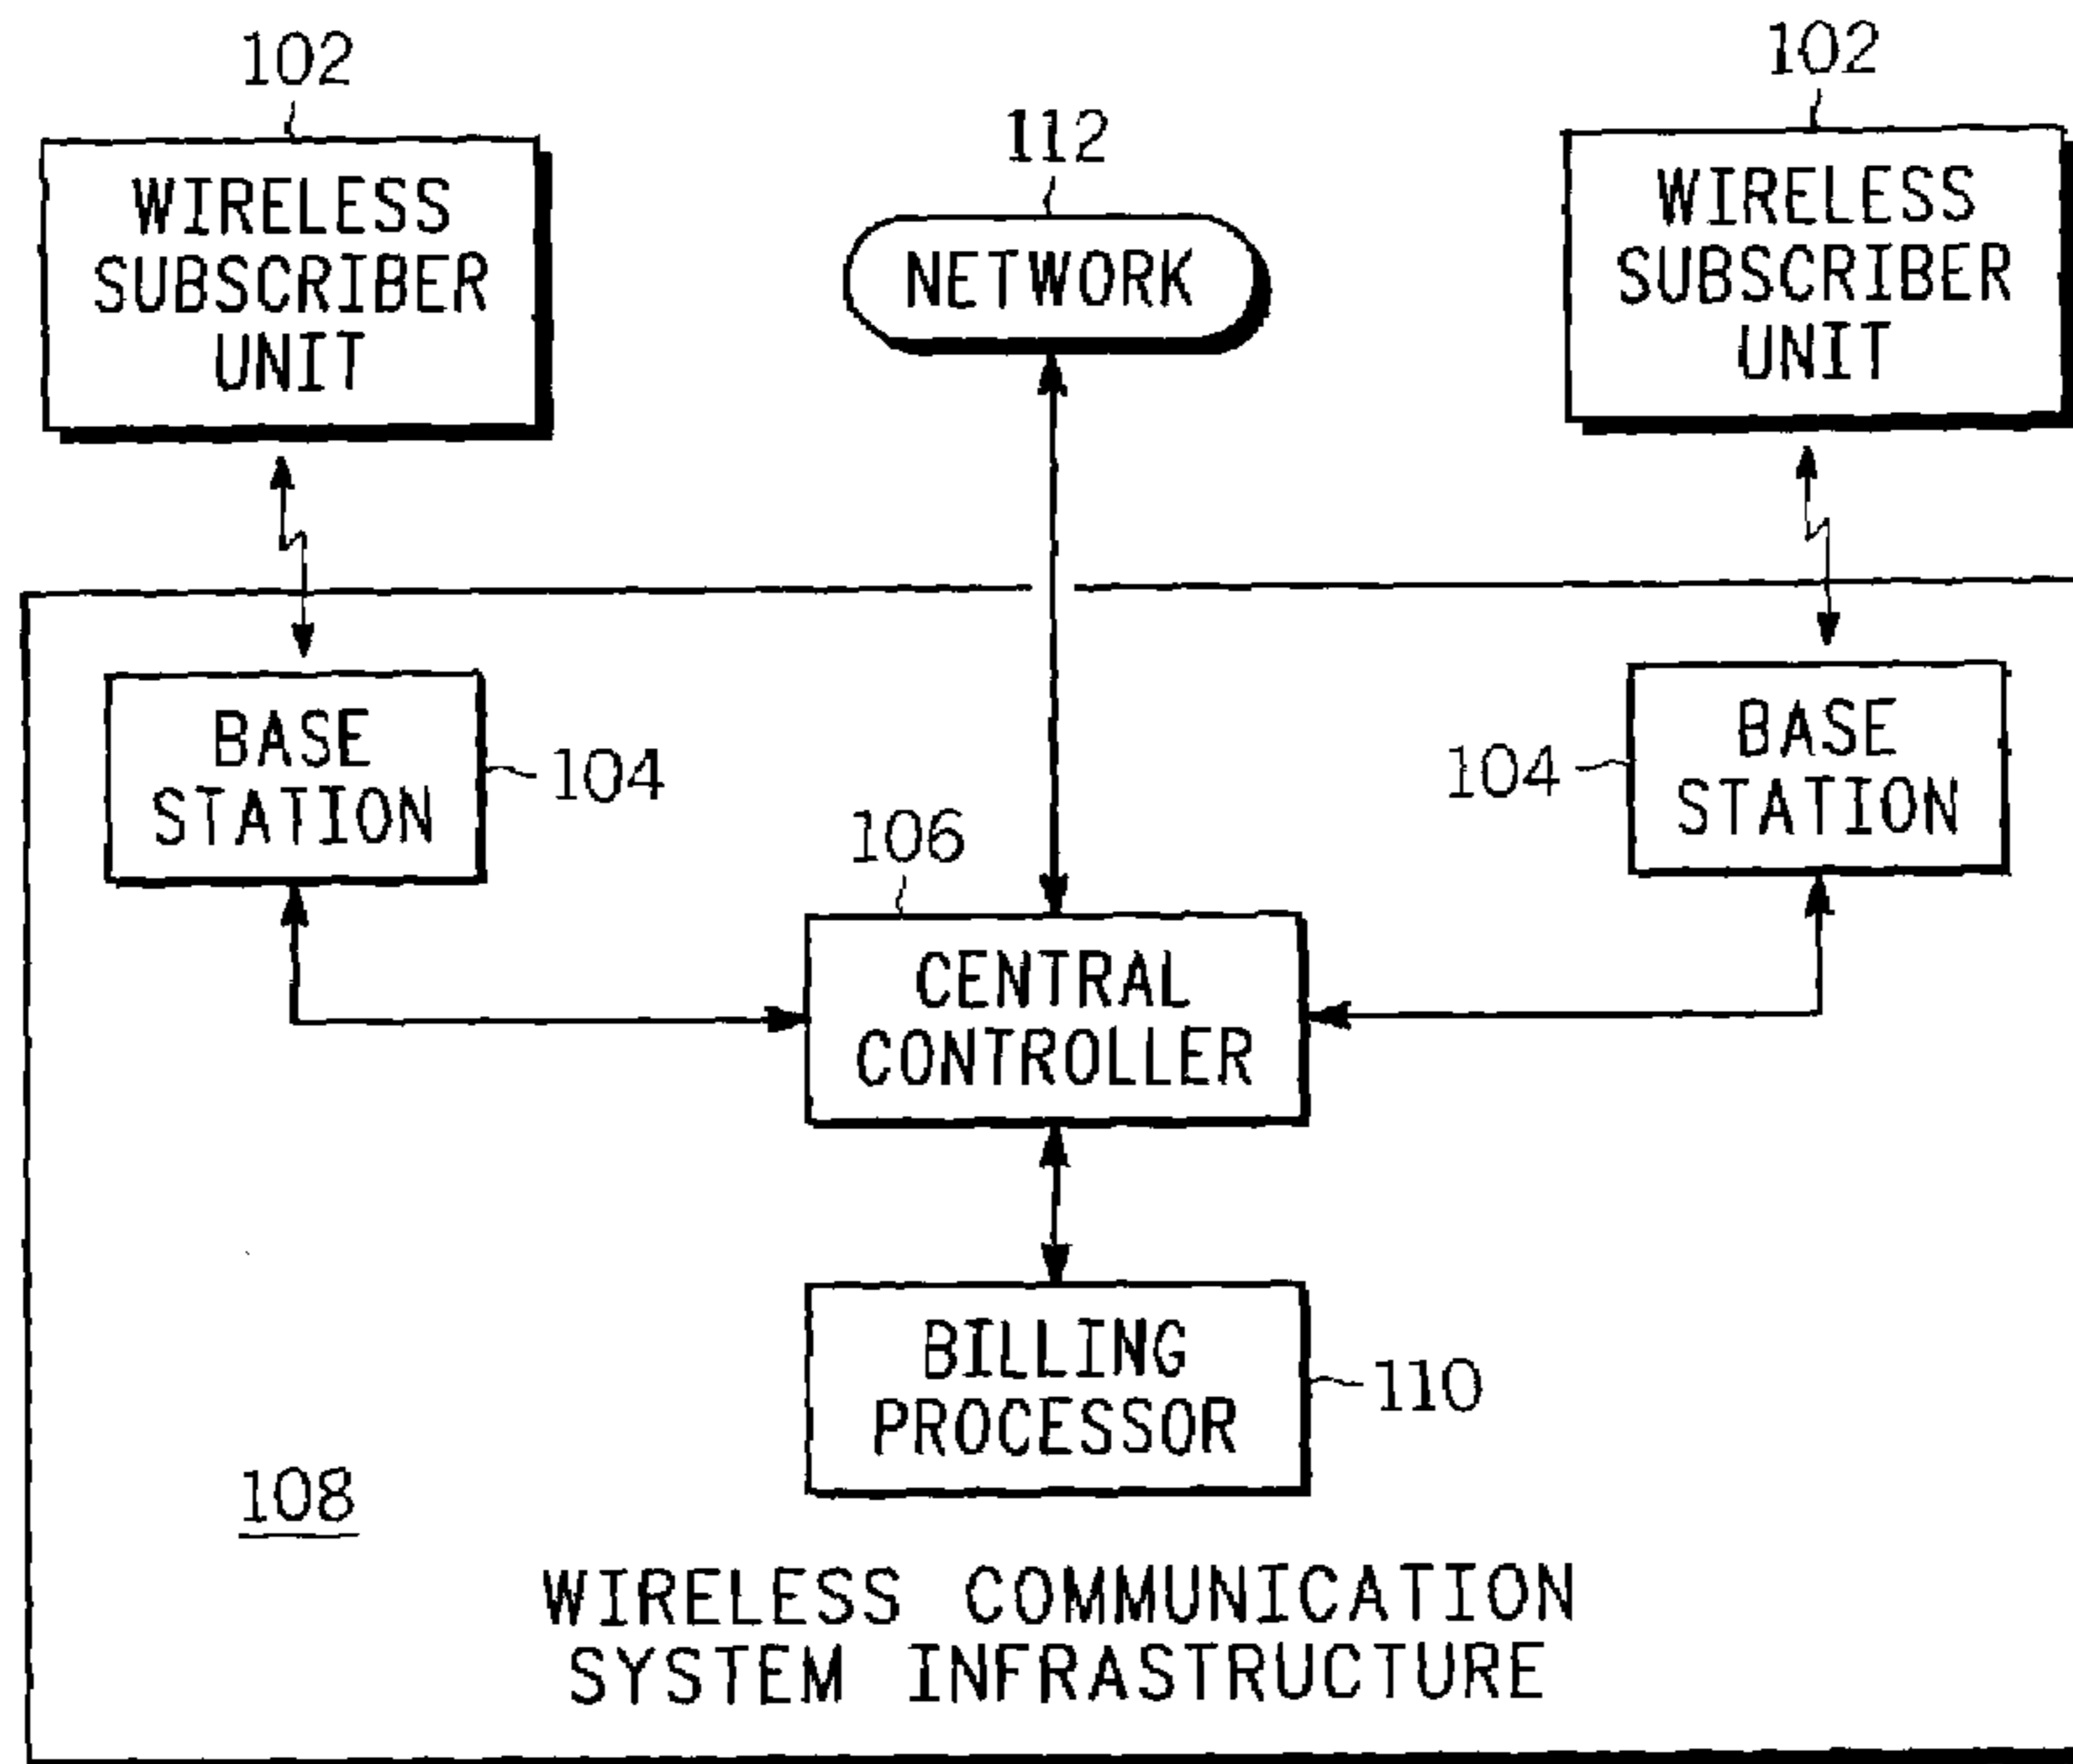 102
102
112
WIRELESS
SUBSCRIBER
UNIT
NETWORK
WIRELESS
SUBSCRIBER
UNIT
BASE
STATION
104
104
BASE
STATION
106
CENTRAL
CONTROLLER
BILLING
PROCESSOR
110
108
WIRELESS COMMUNICATION
SYSTEM INFRASTRUCTURE